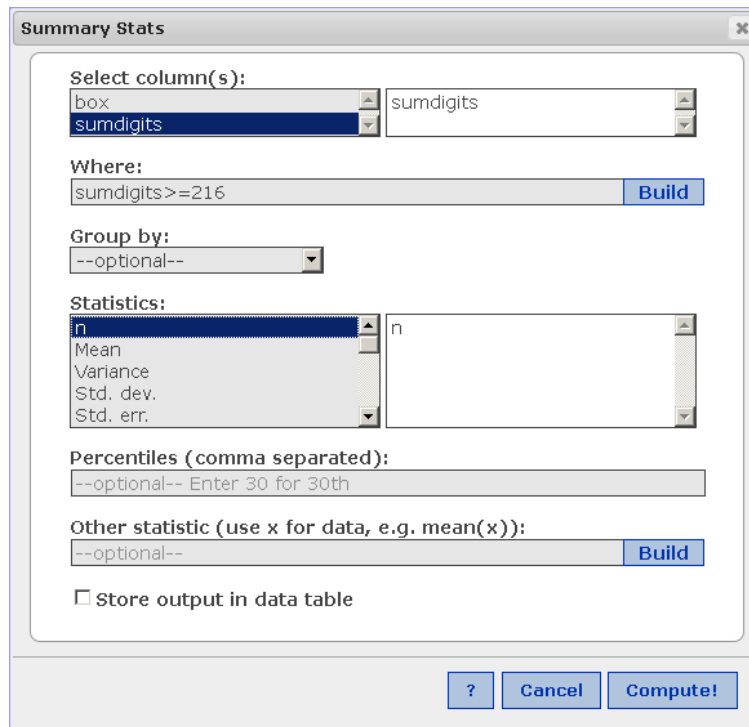 Summary Stats
Select column(s):
box
sumdigits
sumdigits
Where:
sumdigits>=216
Build
Group by:
--optional--
Statistics:
n
Mean
Variance
Std. dev.
Std. err.
n
Percentiles (comma separated):
--optional-- Enter 30 for 30th
Other statistic (use x for data, e.g. mean(x)):
--optional--
Build
Store output in data table
?
Cancel
Compute!